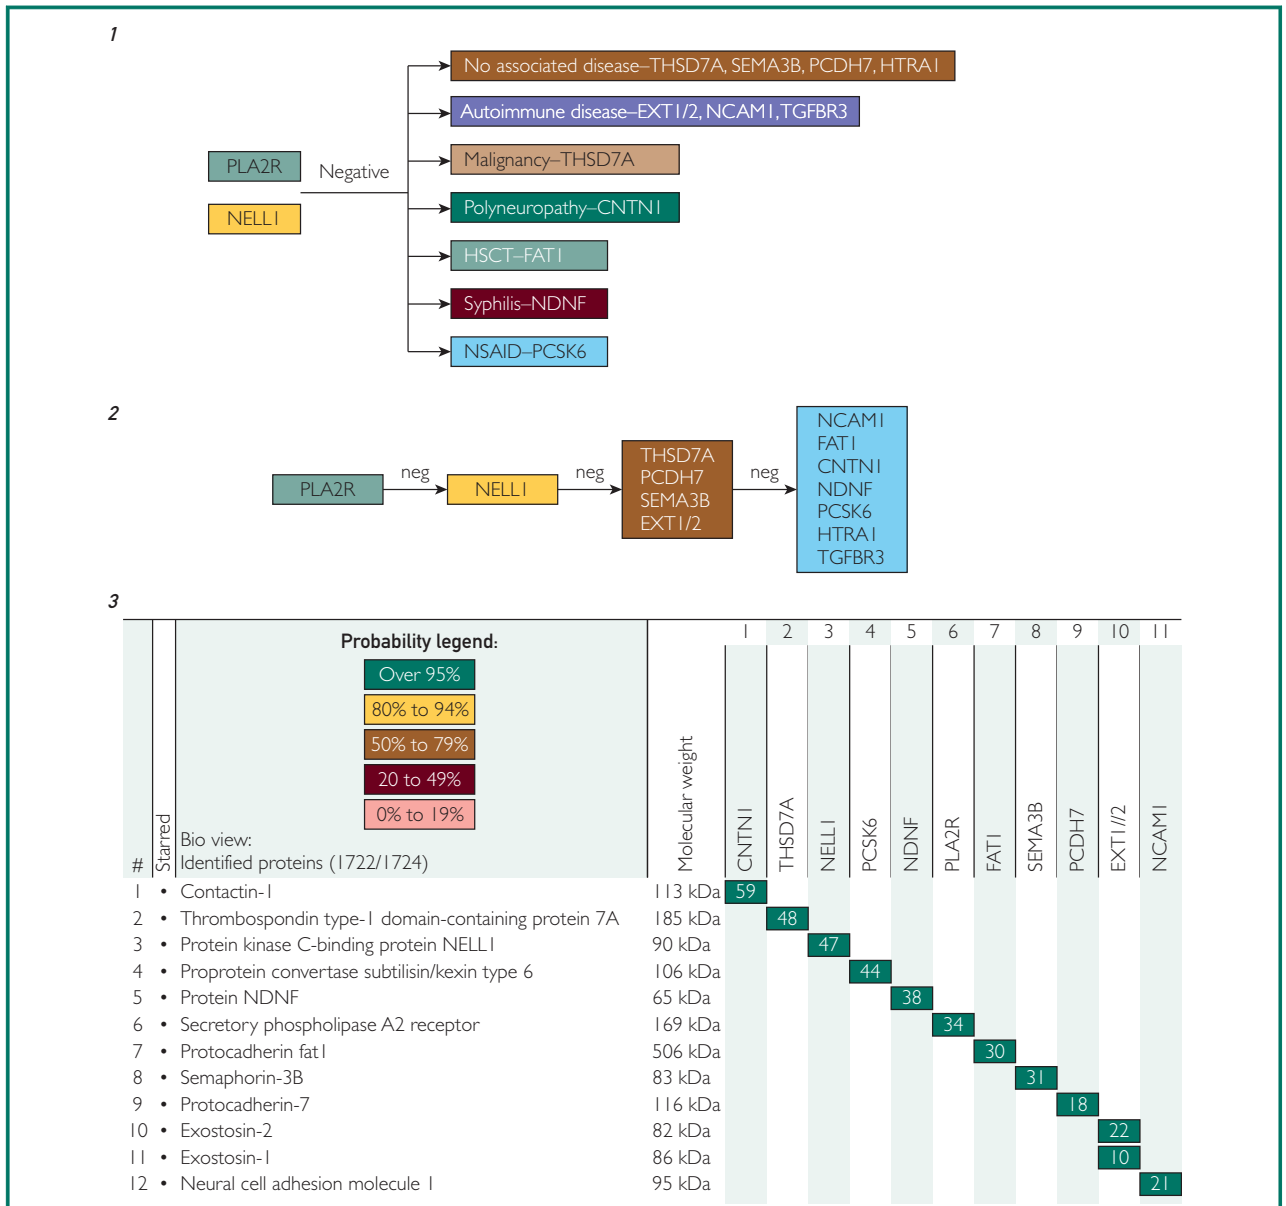 1
No associated disease–THSD7A, SEMA3B, PCDH7, HTRA1
Autoimmune disease–EXT1/2, NCAM1, TGFBR3
Malignancy–THSD7A
Polyneuropathy–CNTN1
HSCT–FAT1
Syphilis–NDNF
NSAID–PCSK6
PLA2R
NELL1
Negative
2
PLA2R
neg
NELL1
neg
THSD7A
PCDH7
SEMA3B
EXT1/2
neg
NCAM1
FAT1
CNTN1
NDNF
PCSK6
HTRA1
TGFBR3
3
Probability legend:
Over 95%
80% to 94%
50% to 79%
20 to 49%
0% to 19%
Bio view:
Identified proteins (1722/1724)
#
Starred
Molecular weight
1 2 3 4 5 6 7 8 9 10 11
CNTN1
THSD7A
NELL1
PCSK6
NDNF
PLA2R
FAT1
SEMA3B
PCDH7
EXT1//2
NCAM1
1 • Contactin-1 113 kDa 59
2 • Thrombospondin type-1 domain-containing protein 7A 185 kDa 48
3 • Protein kinase C-binding protein NELL1 90 kDa 47
4 • Proprotein convertase subtilisin/kexin type 6 106 kDa 44
5 • Protein NDNF 65 kDa 38
6 • Secretory phospholipase A2 receptor 169 kDa 34
7 • Protocadherin fat1 506 kDa 30
8 • Semaphorin-3B 83 kDa 31
9 • Protocadherin-7 116 kDa 18
10 • Exostosin-2 82 kDa 22
11 • Exostosin-1 86 kDa 10
12 • Neural cell adhesion molecule 1 95 kDa 21